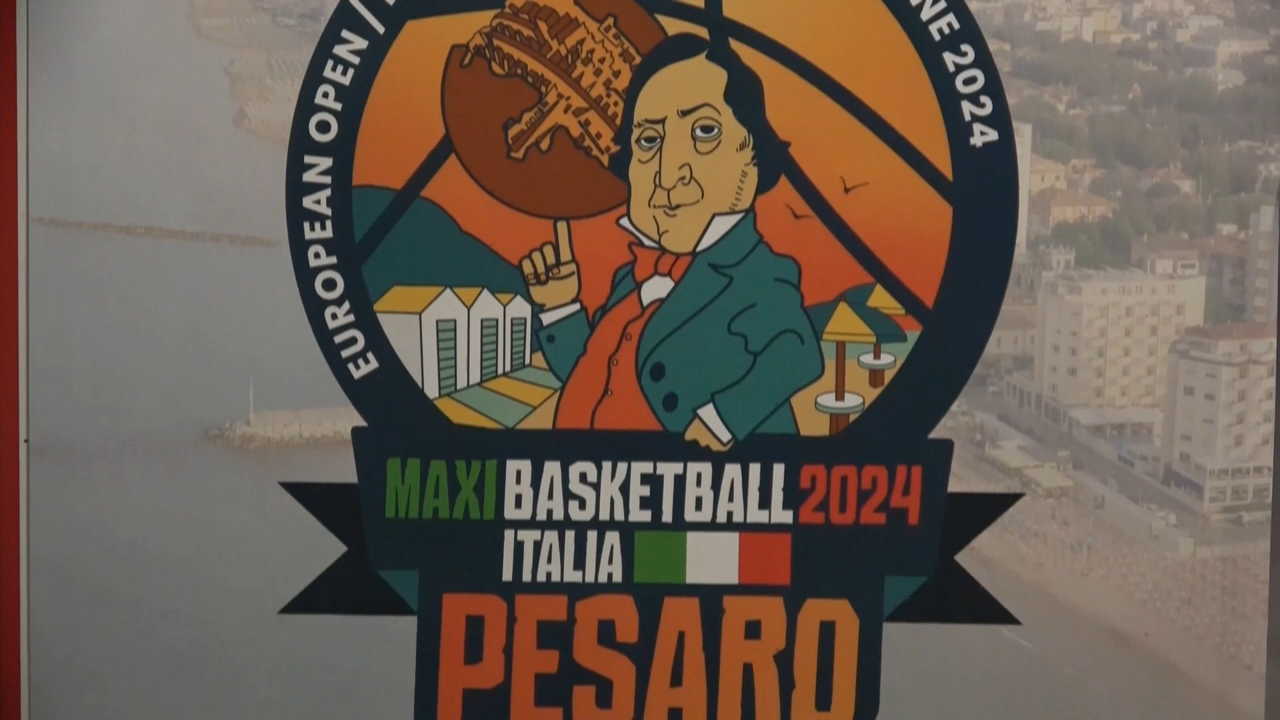 EUROPEAN OPEN /
NE 2024
MAXI BASKETBALL 2024
ITALIA
PESARO